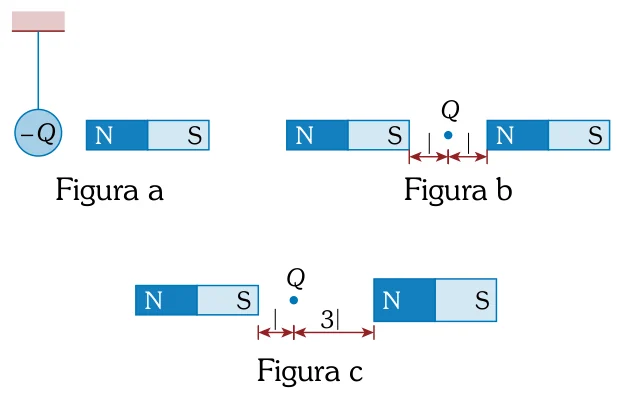 –Q N S
Figura a
Q
N S l l N S
Figura b
Q
N S l 3l N S
Figura c